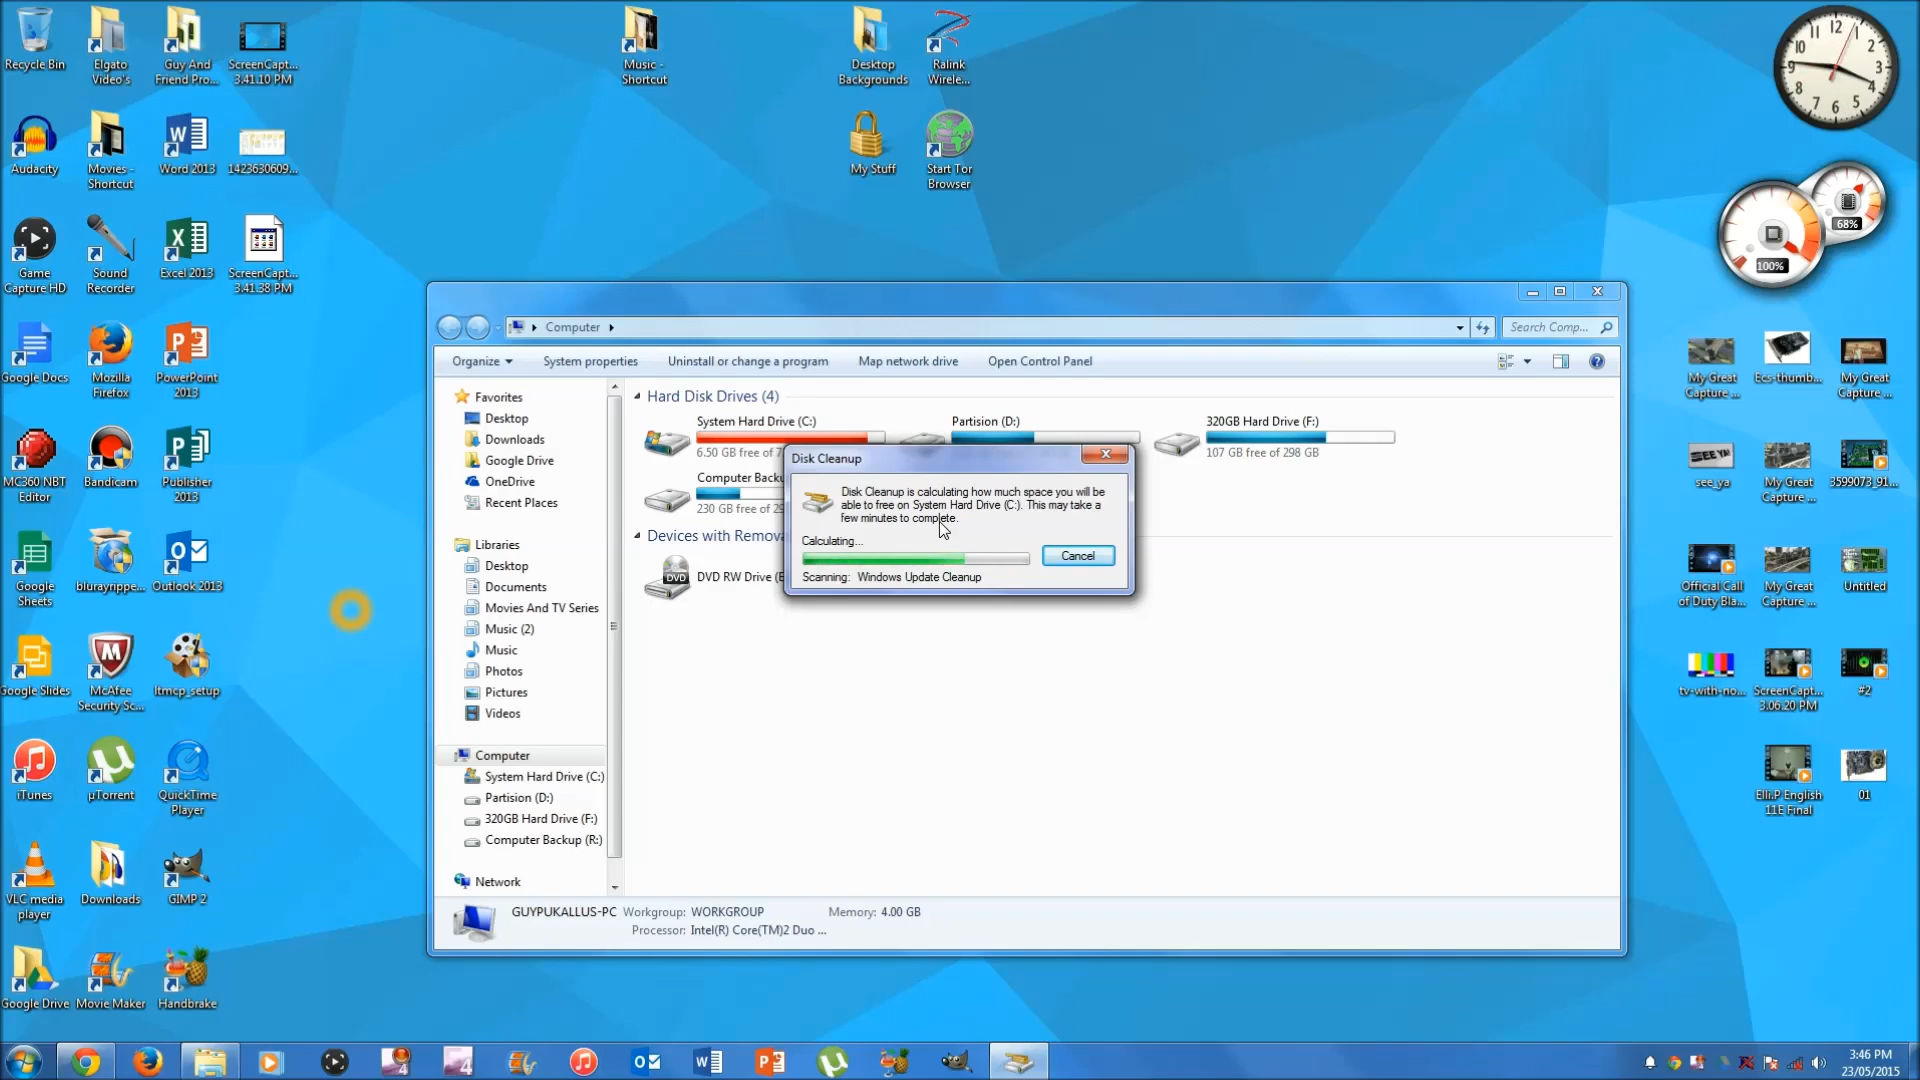 Recycle Bin
Elgato
Video's
Guy And
Friend Pro...
ScreenCapt...
3.41.10 PM
Music -
Shortcut
Desktop
Backgrounds
Ralink
Wirele...
Audacity
Movies -
Shortcut
Word 2013
1423630609...
My Stuff
Start Tor
Browser
Game
Capture HD
Sound
Recorder
Excel 2013
ScreenCapt...
3.41.38 PM
68%
100%
Google Docs
Mozilla
Firefox
PowerPoint
2013
MC360 NBT
Editor
Bandicam
Publisher
2013
Google
Sheets
blurayrippe...
Outlook 2013
Google Slides
McAfee
Security Sc...
ltmcp_setup
iTunes
µTorrent
QuickTime
Player
VLC media
player
Downloads
GIMP 2
Google Drive
Movie Maker
Handbrake
Computer
Search Comp...
Organize
System properties
Uninstall or change a program
Map network drive
Open Control Panel
Favorites
Desktop
Downloads
Google Drive
OneDrive
Recent Places
Libraries
Desktop
Documents
Movies And TV Series
Music (2)
Music
Photos
Pictures
Videos
Computer
System Hard Drive (C:)
Partision (D:)
320GB Hard Drive (F:)
Computer Backup (R:)
Network
Hard Disk Drives (4)
System Hard Drive (C:)
6.50 GB free of 7
Partision (D:)
320GB Hard Drive (F:)
107 GB free of 298 GB
Computer Backu
230 GB free of 29
Devices with Remova
DVD
DVD RW Drive (E
Disk Cleanup
Disk Cleanup is calculating how much space you will be
able to free on System Hard Drive (C:). This may take a
few minutes to complete.
Calculating...
Cancel
Scanning: Windows Update Cleanup
GUYPUKALLUS-PC Workgroup: WORKGROUP Memory: 4.00 GB
Processor: Intel(R) Core(TM)2 Duo ...
My Great
Capture ...
Ecs-thumb...
My Great
Capture ...
SEE YA!
see_ya
My Great
Capture ...
3599073_91...
Official Call
of Duty Bla...
My Great
Capture ...
Untitled
tv-with-no...
ScreenCapt...
3.06.20 PM
#2
Elli.P English
11E Final
01
3:46 PM
23/05/2015